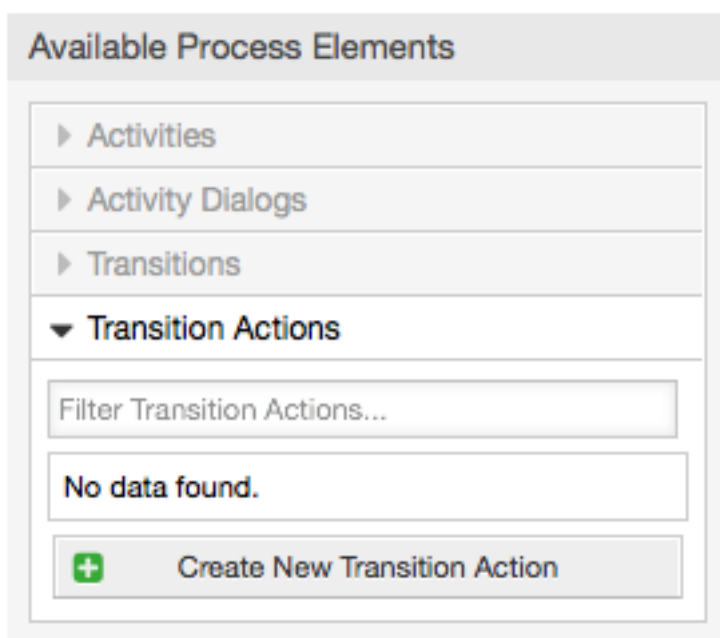 Available Process Elements
Activities
Activity Dialogs
Transitions
Transition Actions
Filter Transition Actions...
No data found.
Create New Transition Action